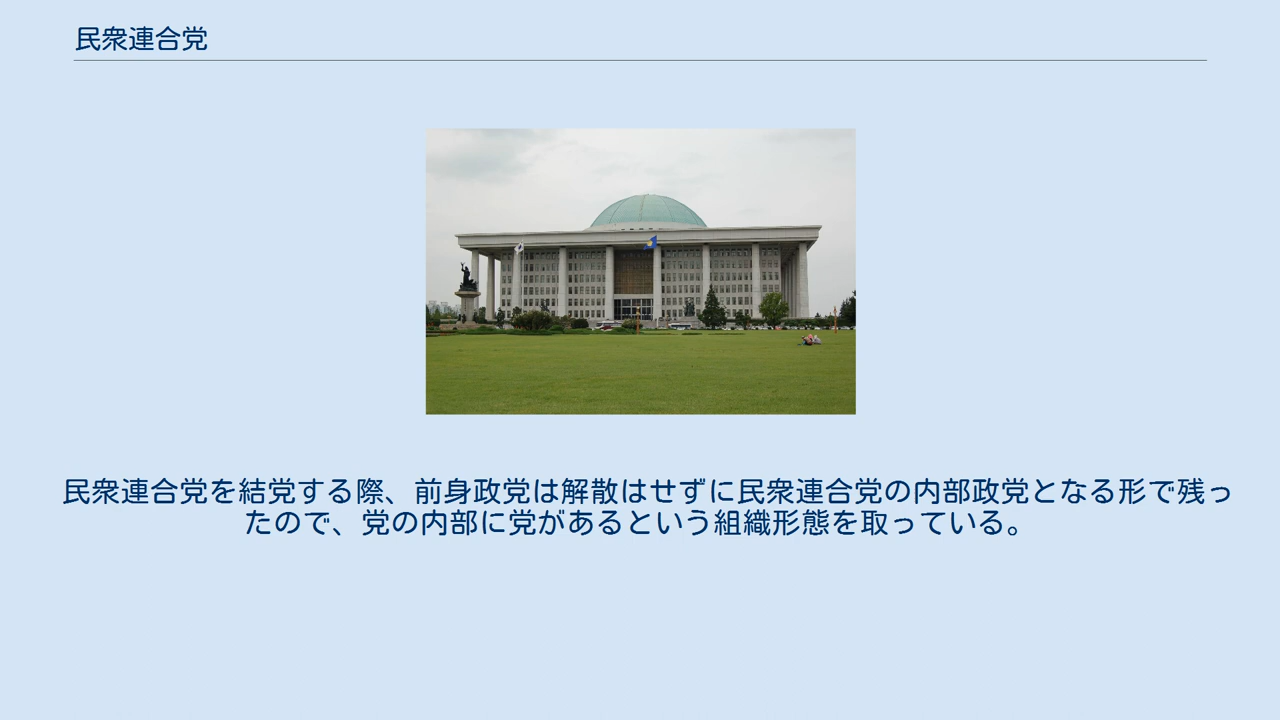 民衆連合党
民衆連合党を結党する際、前身政党は解散はせずに民衆連合党の内部政党となる形で残っ
たので、党の内部に党があるという組織形態を取っている。